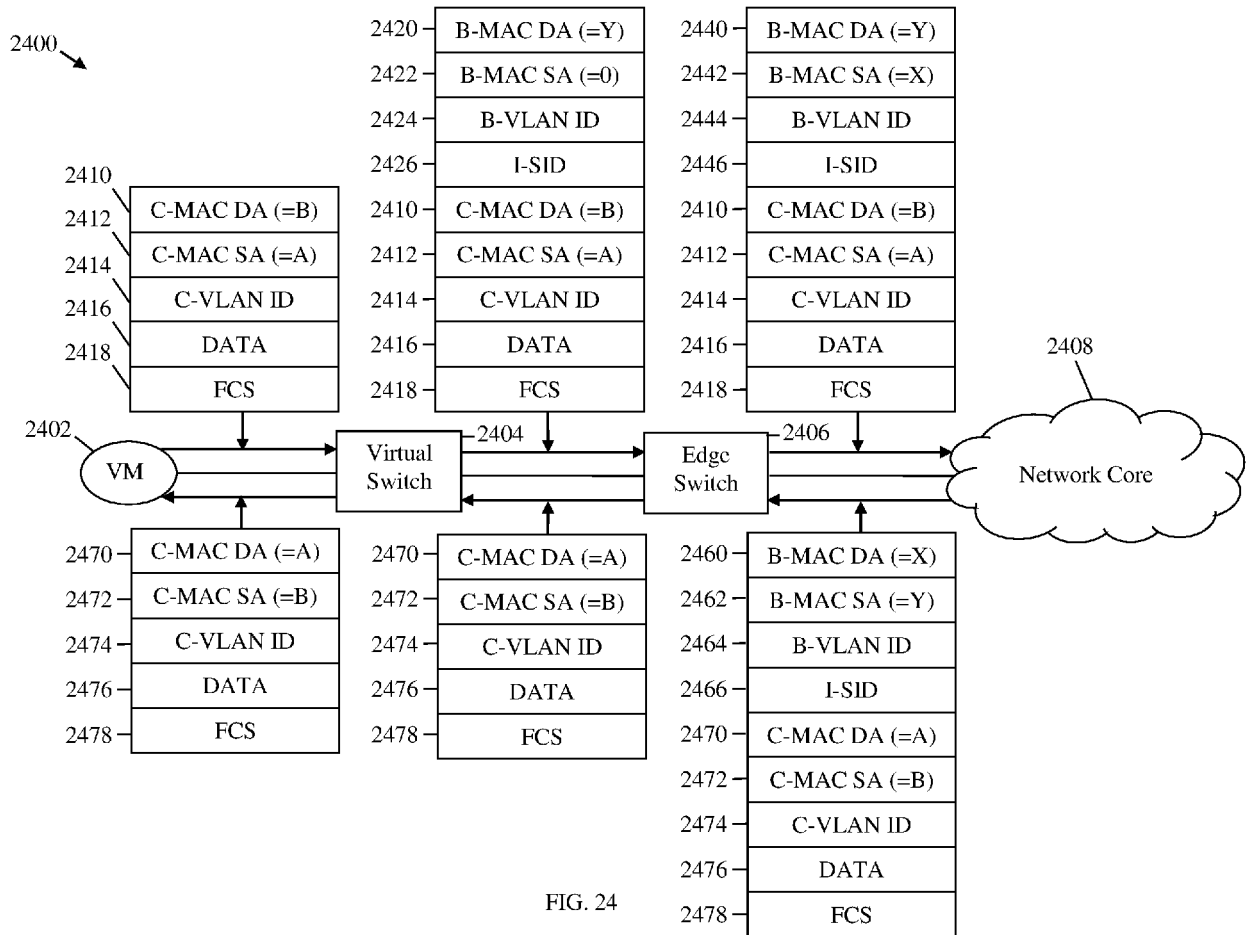 2400
2410
2412
2414
2416
2418
C-MAC DA (=B)
C-MAC SA (=A)
C-VLAN ID
DATA
FCS
2420 B-MAC DA (=Y)
2422 B-MAC SA (=0)
2424 B-VLAN ID
2426 I-SID
2410 C-MAC DA (=B)
2412 C-MAC SA (=A)
2414 C-VLAN ID
2416 DATA
2418 FCS
2440 B-MAC DA (=Y)
2442 B-MAC SA (=X)
2444 B-VLAN ID
2446 I-SID
2410 C-MAC DA (=B)
2412 C-MAC SA (=A)
2414 C-VLAN ID
2416 DATA
2418 FCS
2402
VM
2404
Virtual
Switch
2406
Edge
Switch
2408
Network Core
2470 C-MAC DA (=A)
2472 C-MAC SA (=B)
2474 C-VLAN ID
2476 DATA
2478 FCS
2470 C-MAC DA (=A)
2472 C-MAC SA (=B)
2474 C-VLAN ID
2476 DATA
2478 FCS
2460 B-MAC DA (=X)
2462 B-MAC SA (=Y)
2464 B-VLAN ID
2466 I-SID
2470 C-MAC DA (=A)
2472 C-MAC SA (=B)
2474 C-VLAN ID
2476 DATA
2478 FCS
FIG. 24